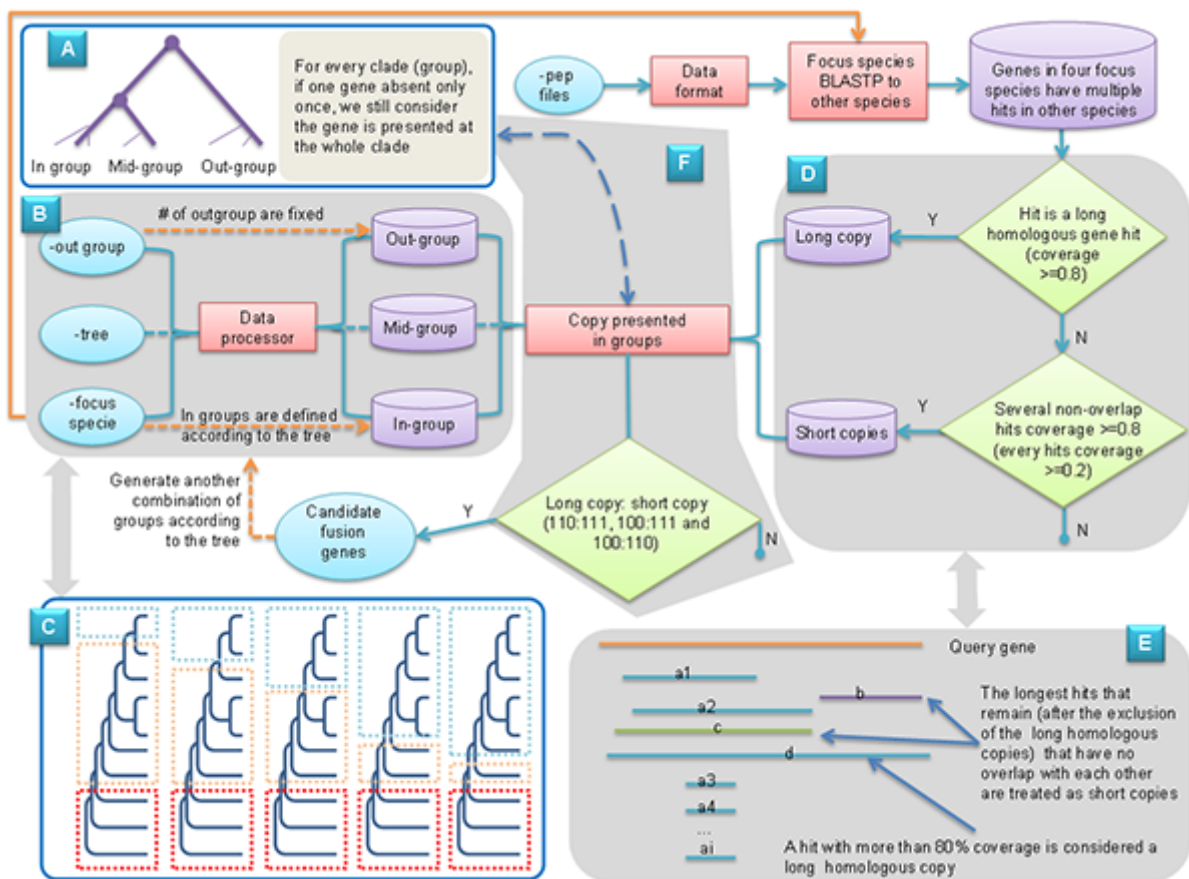 A
For every clade (group),
if one gene absent only
once, we still consider
the gene is presented at
the whole clade
In group
Mid-group
Out-group
-pep
files
Data
format
Focus species
BLASTP to
other species
Genes in four focus
species have multiple
hits in other species
B
# of outgroup are fixed
-out group
-tree
-focus
specie
Data
processor
Out-group
Mid-group
In-group
In groups are defined
according to the tree
F
Copy presented
in groups
D
Long copy
Y
Hit is a long
homologous gene hit
(coverage
>=0.8)
N
Short copies
Y
Several non-overlap
hits coverage >=0.8
(every hits coverage
>=0.2)
N
Generate another
combination of
groups according
to the tree
Candidate
fusion
genes
Y
Long copy: short copy
(110:111, 100:111 and
100:110)
N
C
E
Query gene
a1
b
a2
c
d
a3
a4
...
ai
The longest hits that
remain (after the exclusion
of the long homologous
copies) that have no
overlap with each other
are treated as short copies
A hit with more than 80% coverage is considered a
long homologous copy